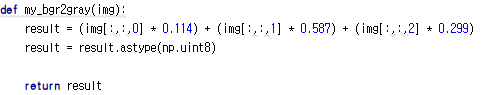 def my_bgr2gray(img):
    result = (img[:,:,0] * 0.114) + (img[:,:,1] * 0.587) + (img[:,:,2] * 0.299)
    result = result.astype(np.uint8)

    return result